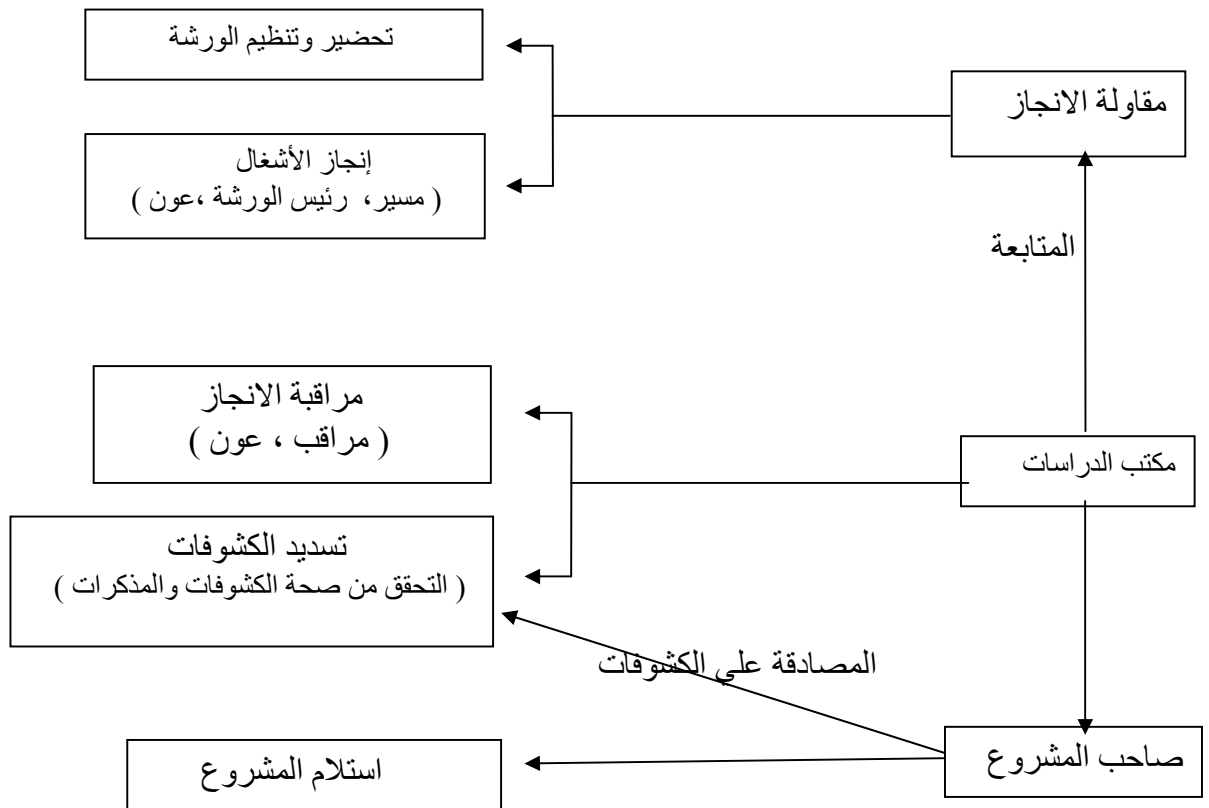 تحضير وتنظيم الورشة
مقاولة الانجاز
إنجاز الأشغال
( مسير، رئيس الورشة ،عون )
المتابعة
مراقبة الانجاز
( مراقب ، عون )
مكتب الدراسات
تسديد الكشوفات
( التحقق من صحة الكشوفات والمذكرات )
المصادقة علي الكشوفات
صاحب المشروع
استلام المشروع